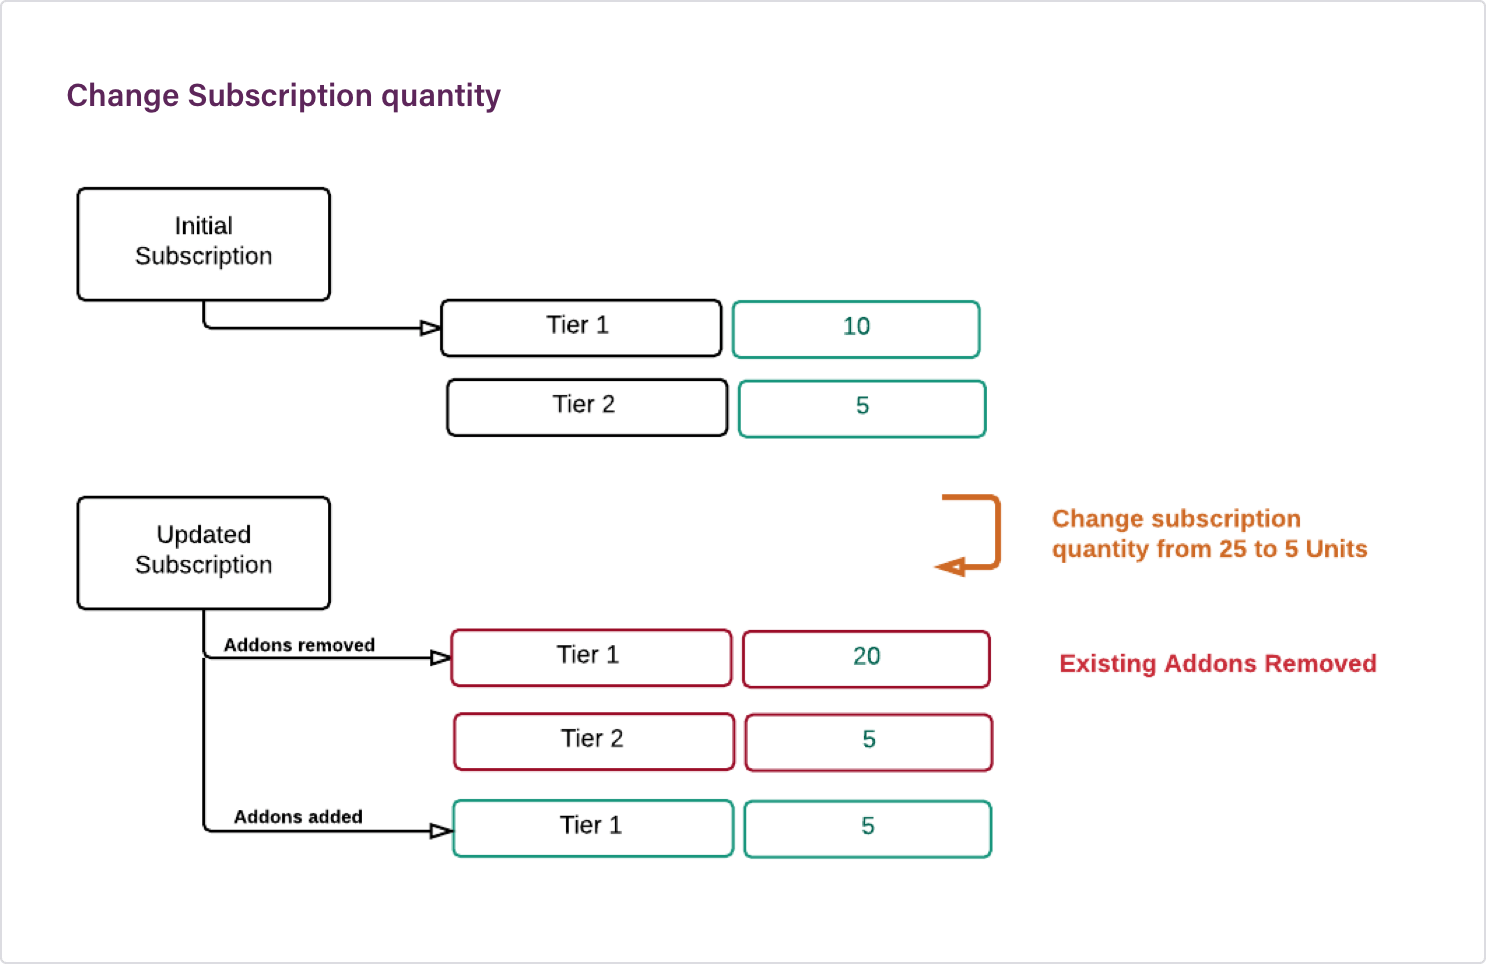 Change Subscription quantity
Initial
Subscription
Tier 1
10
Tier 2
5
Updated
Subscription
Change subscription
quantity from 25 to 5 Units
Addons removed
Tier 1
20
Existing Addons Removed
Tier 2
5
Addons added
Tier 1
5